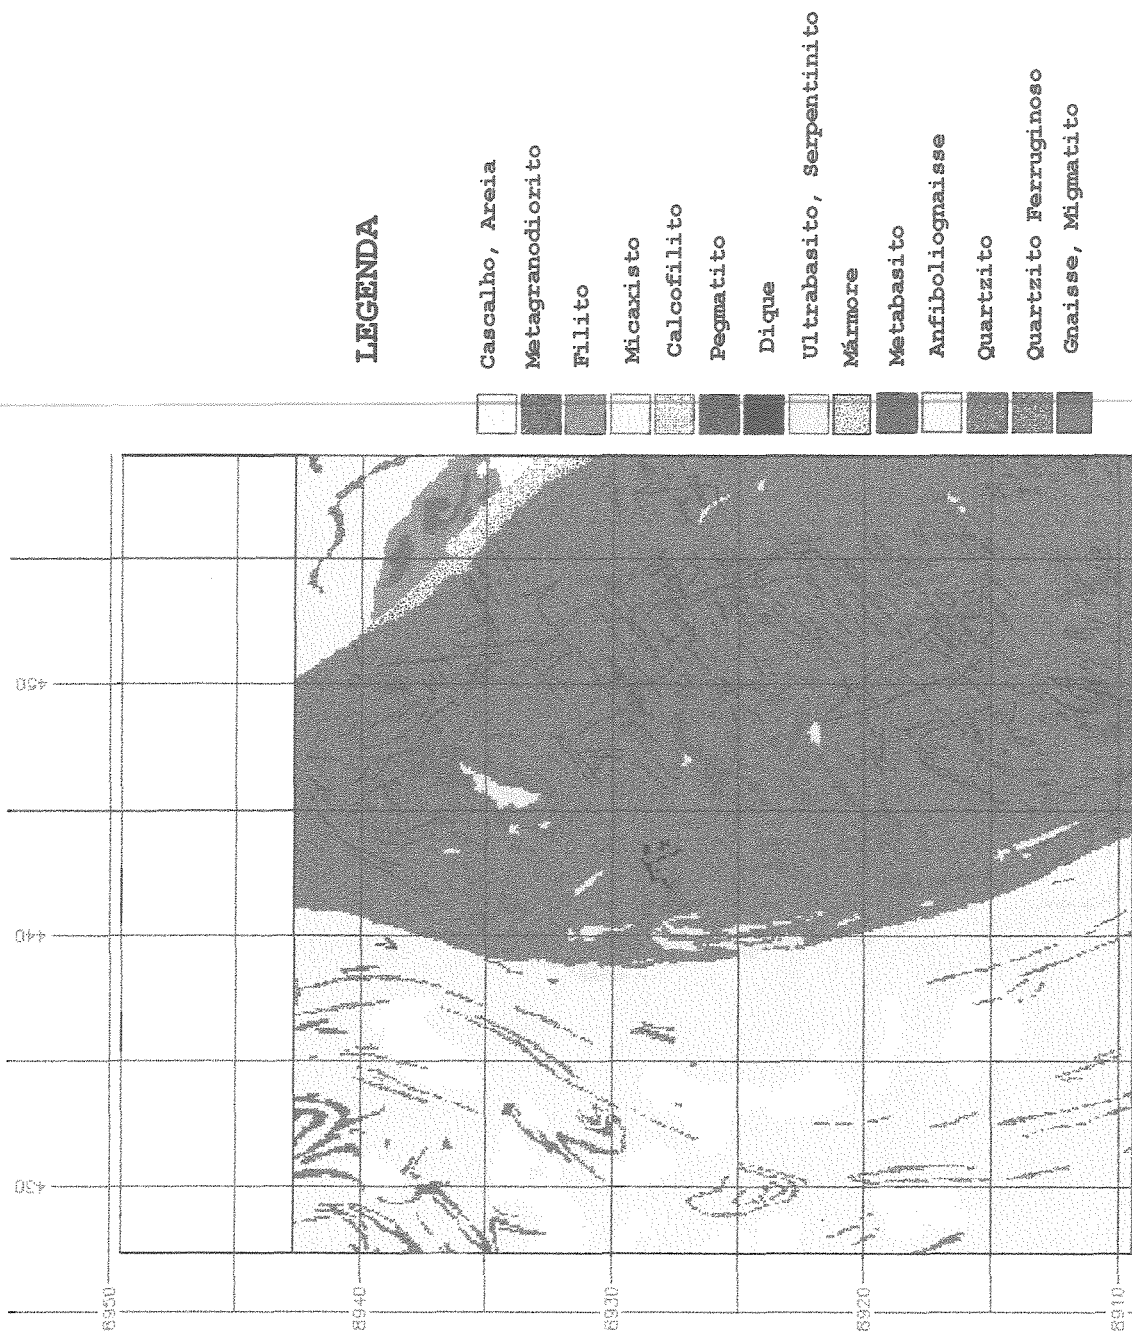 LEGENDA
Cascalho, Areia
Metagranodiorito
Filito
Micaxisto
Calcofilito
Pegmatito
Dique
Ultrabasito, Serpentinito
Mármore
Metabasito
Anfibolignaisse
Quartzito
Quartzito Ferruginoso
Gnaisse, Migmatito
450
440
430
8950
8940
8930
8920
8910